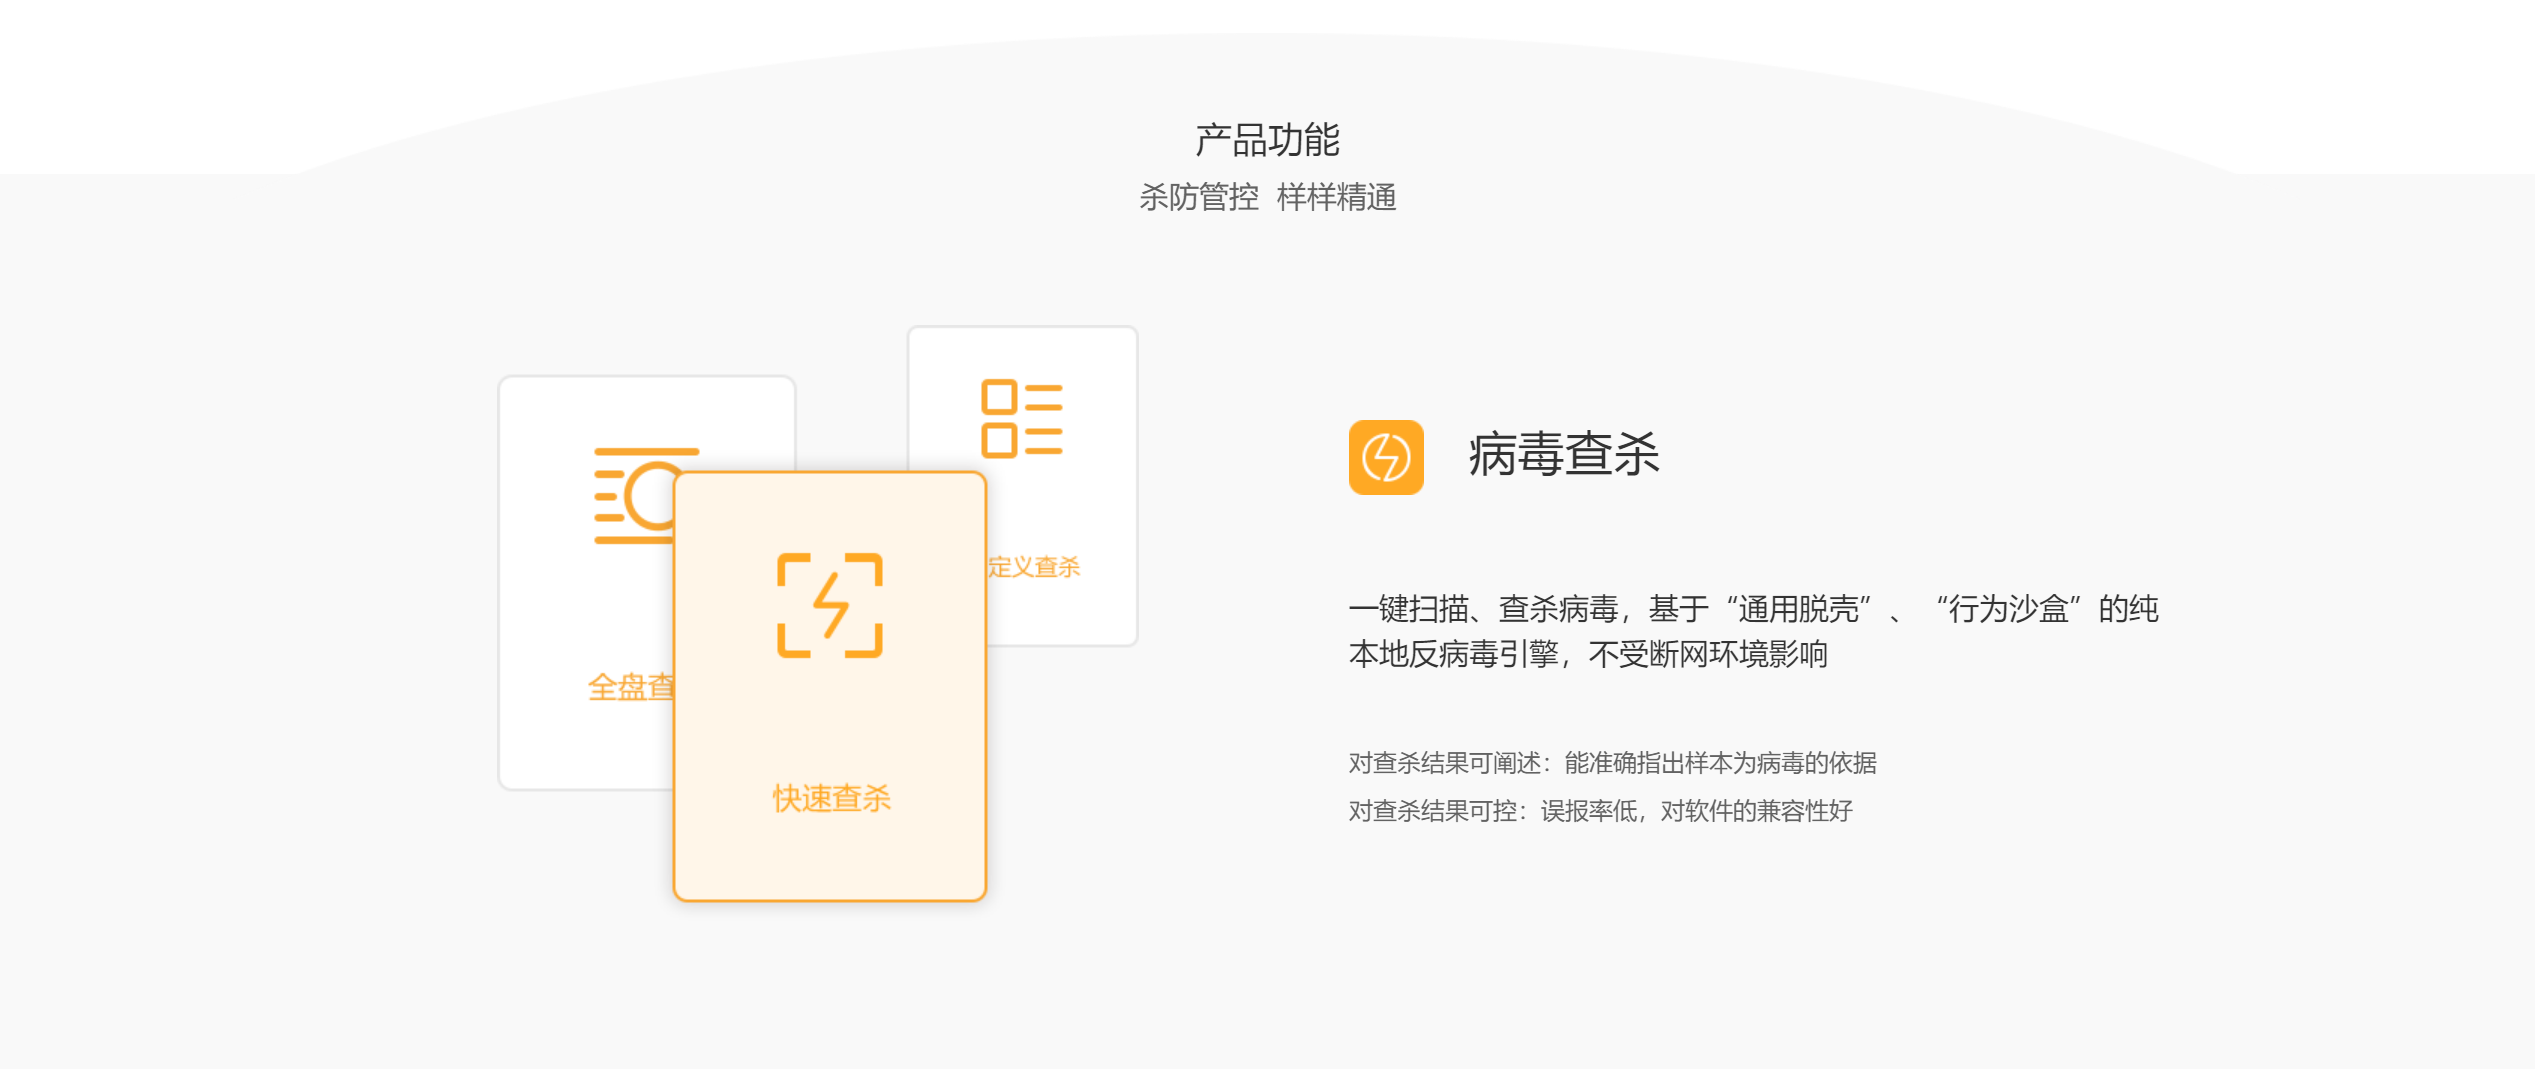 产品功能
杀防管控 样样精通
定义查杀
全盘查
快速查杀
病毒查杀
一键扫描、查杀病毒，基于“通用脱壳”、“行为沙盒”的纯
本地反病毒引擎，不受断网环境影响
对查杀结果可阐述：能准确指出样本为病毒的依据
对查杀结果可控：误报率低，对软件的兼容性好